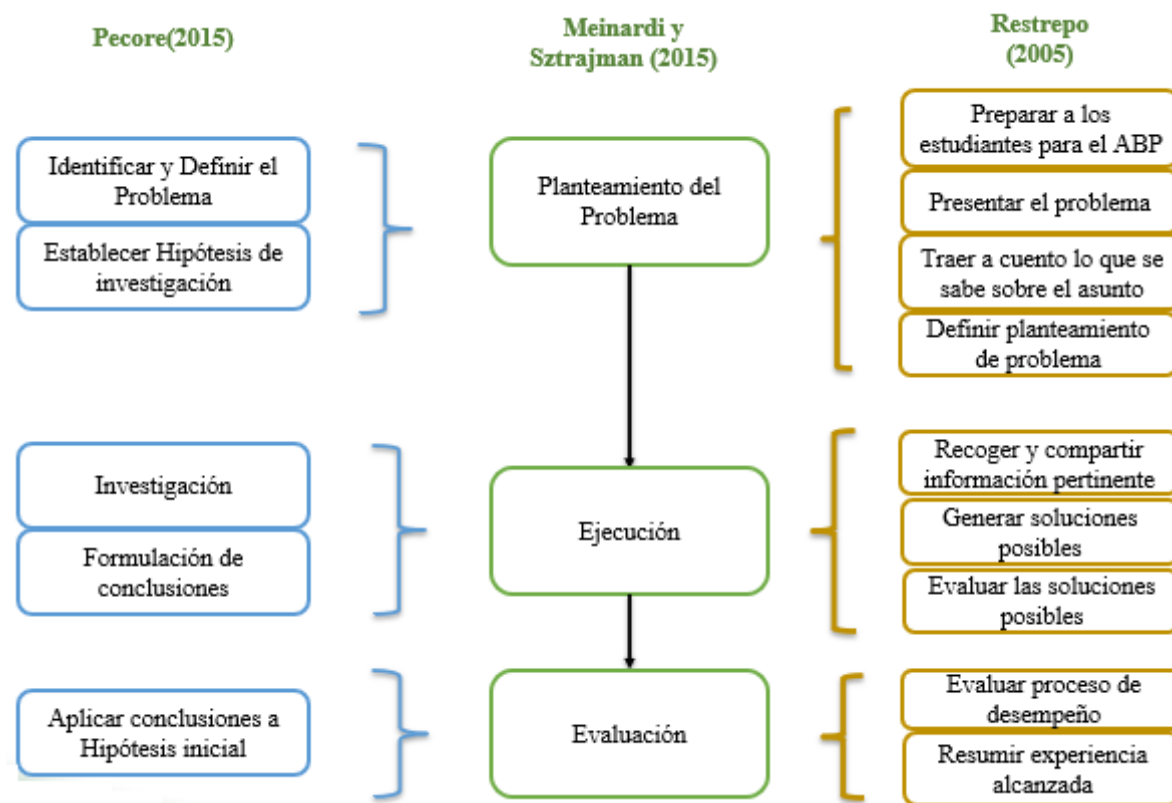 Pecore(2015)
Meinardi y
Sztrajman (2015)
Restrepo
(2005)
Identificar y Definir el
Problema
Establecer Hipótesis de
investigación
Planteamiento del
Problema
Preparar a los
estudiantes para el ABP
Presentar el problema
Traer a cuento lo que se
sabe sobre el asunto
Definir planteamiento
de problema
Investigación
Formulación de
conclusiones
Ejecución
Recoger y compartir
información pertinente
Generar soluciones
posibles
Evaluar las soluciones
posibles
Aplicar conclusiones a
Hipótesis inicial
Evaluación
Evaluar proceso de
desempeño
Resumir experiencia
alcanzada